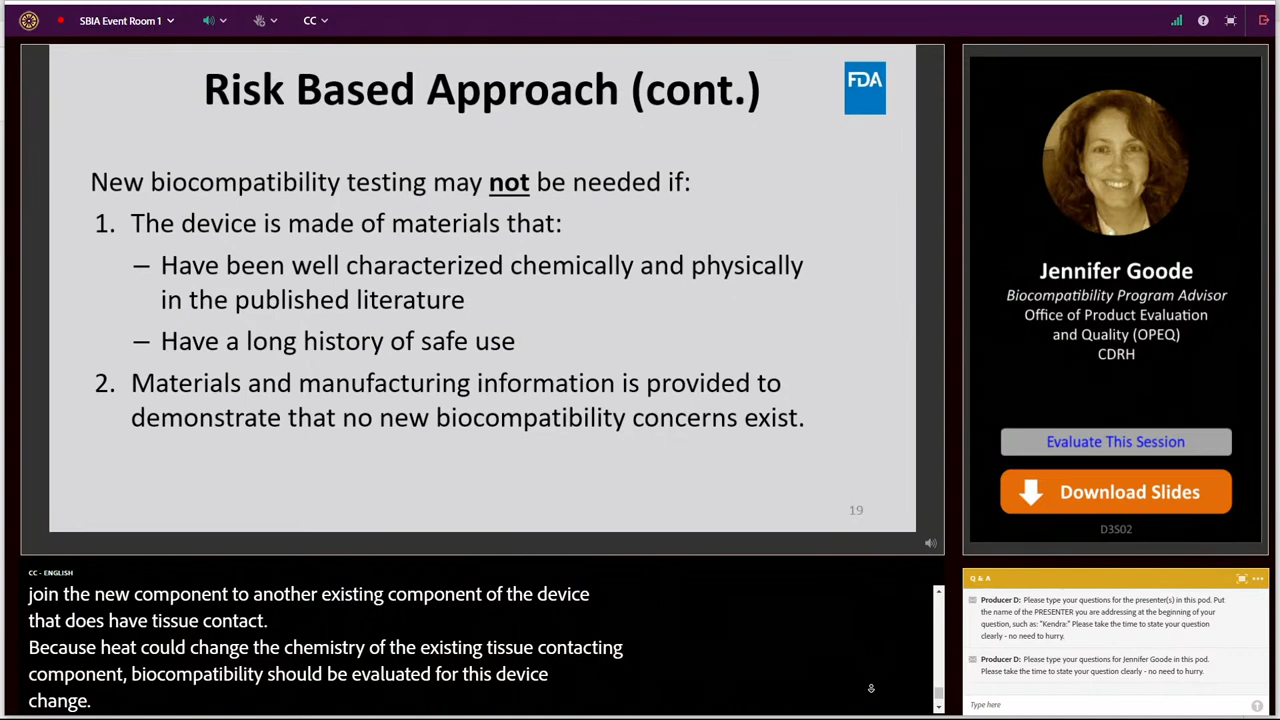 SBIA Event Room 1
CC
Risk Based Approach (cont.)
FDA
New biocompatibility testing may not be needed if:
1. The device is made of materials that:
– Have been well characterized chemically and physically
in the published literature
– Have a long history of safe use
2. Materials and manufacturing information is provided to
demonstrate that no new biocompatibility concerns exist.
19
Jennifer Goode
Biocompatibility Program Advisor
Office of Product Evaluation
and Quality (OPEQ)
CDRH
Evaluate This Session
Download Slides
D3S02
CC - ENGLISH
join the new component to another existing component of the device
that does have tissue contact.
Because heat could change the chemistry of the existing tissue contacting
component, biocompatibility should be evaluated for this device
change.
Q & A
Producer D: Please type your questions for the presenter(s) in this pod. Put
the name of the PRESENTER you are addressing at the beginning of your
question, such as: "Kendra:" Please take the time to state your question
clearly - no need to hurry.
Producer D: Please type your questions for Jennifer Goode in this pod.
Please take the time to state your question clearly - no need to hurry.
Type here